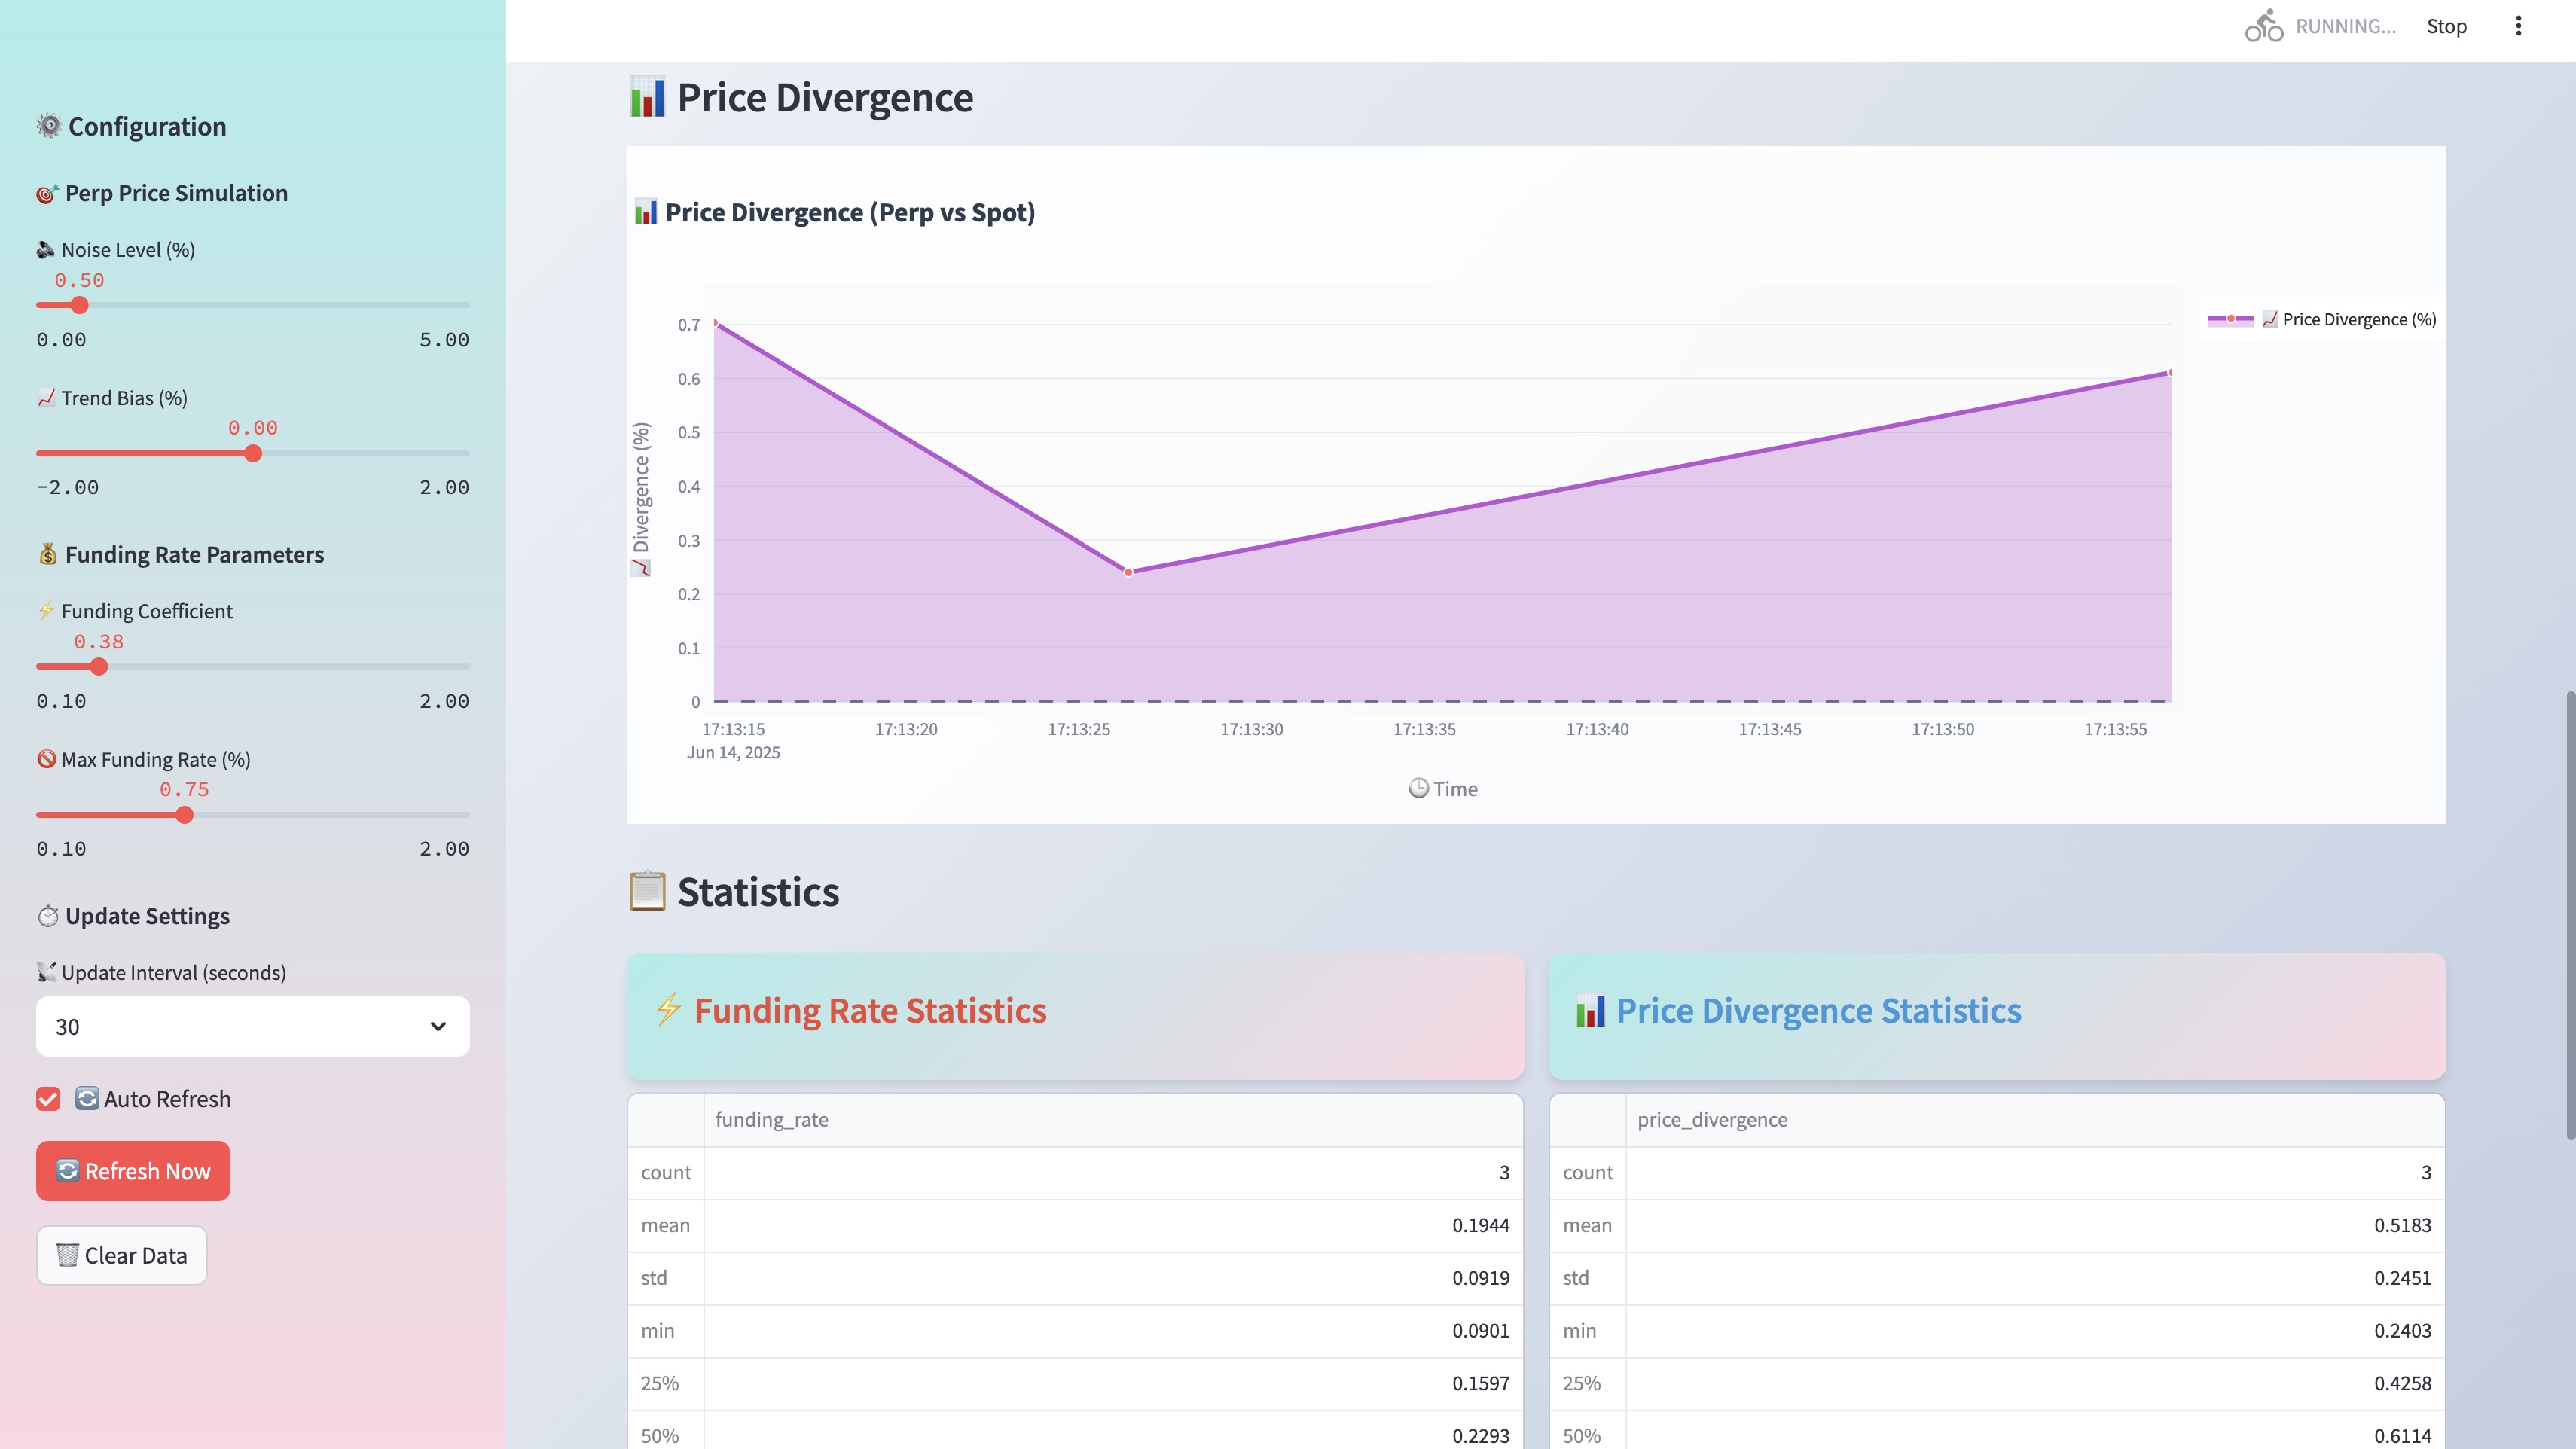 RUNNING...
Stop
Configuration
Perp Price Simulation
Noise Level (%)
0.50
0.00 5.00
Trend Bias (%)
0.00
−2.00 2.00
Funding Rate Parameters
Funding Coefficient
0.38
0.10 2.00
Max Funding Rate (%)
0.75
0.10 2.00
Update Settings
Update Interval (seconds)
30
Auto Refresh
Refresh Now
Clear Data
Price Divergence
Price Divergence (Perp vs Spot)
Price Divergence (%)
Divergence (%)
0.7
0.6
0.5
0.4
0.3
0.2
0.1
0
17:13:15 17:13:20 17:13:25 17:13:30 17:13:35 17:13:40 17:13:45 17:13:50 17:13:55
Jun 14, 2025
Time
Statistics
Funding Rate Statistics
funding_rate
count 3
mean 0.1944
std 0.0919
min 0.0901
25% 0.1597
50% 0.2293
Price Divergence Statistics
price_divergence
count 3
mean 0.5183
std 0.2451
min 0.2403
25% 0.4258
50% 0.6114